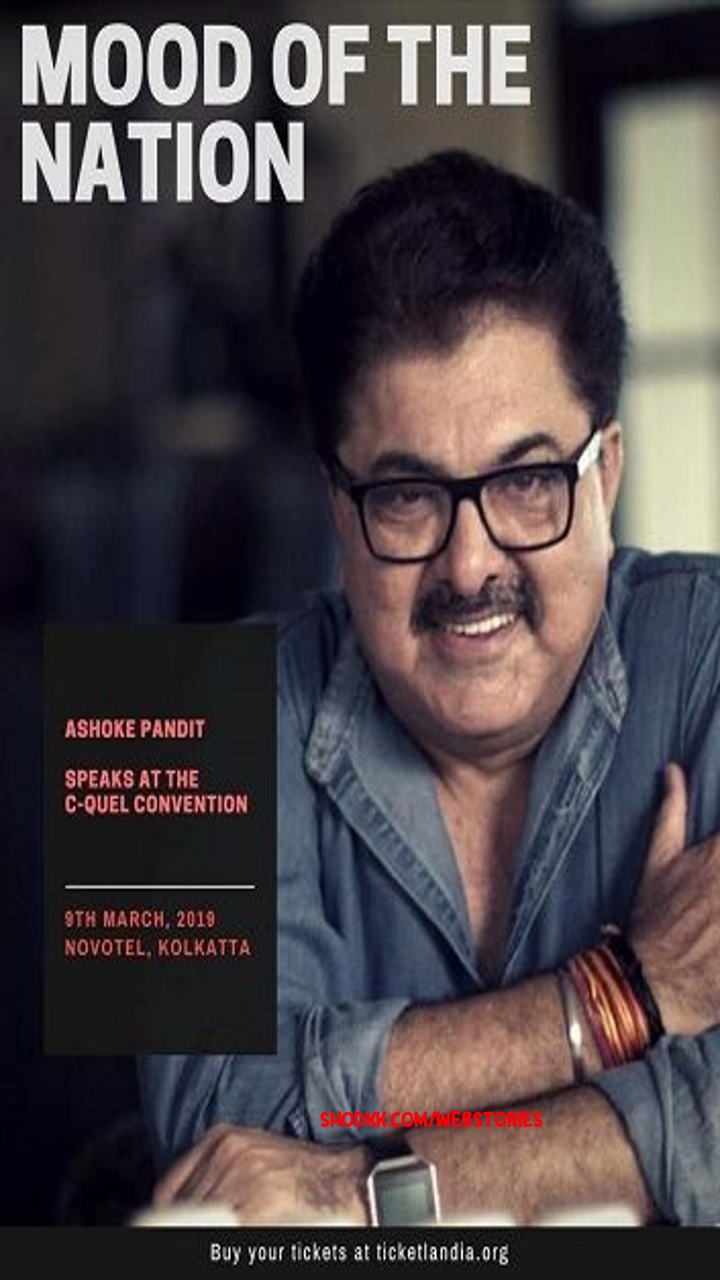 MOOD OF THE
NATION
ASHOKE PANDIT
SPEAKS AT THE
C-QUEL CONVENTION
9TH MARCH, 2019
NOVOTEL, KOLKATTA
SHODKK.COM/WEBSTORIES
Buy your tickets at ticketlandia.org